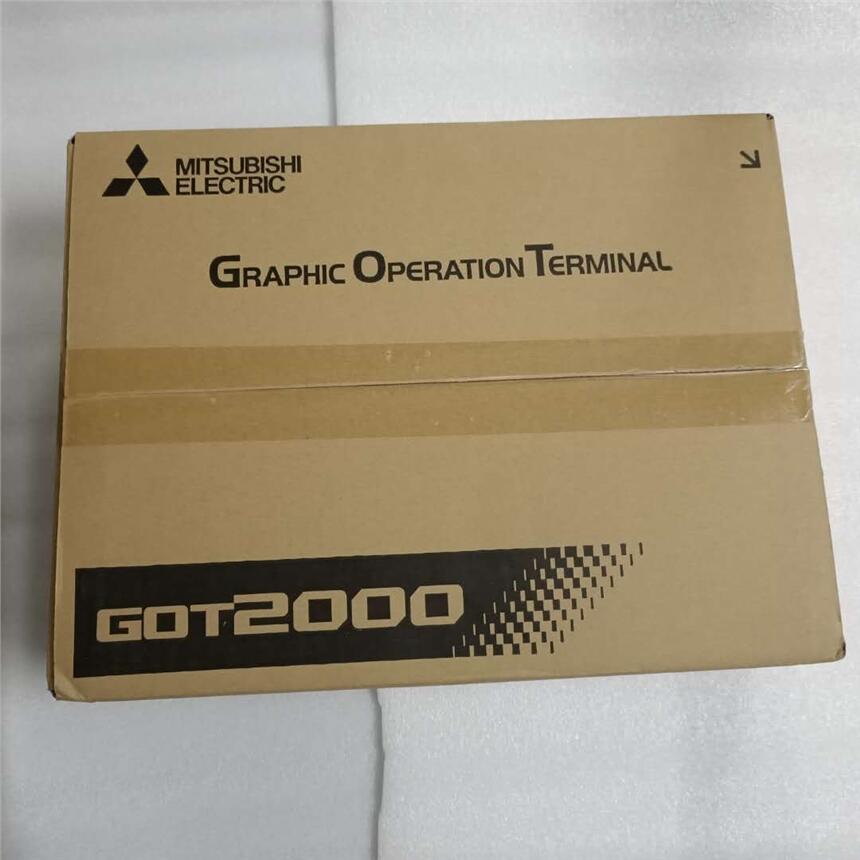 MITSUBISHI
ELECTRIC
GRAPHIC OPERATION TERMINAL
GOT2000